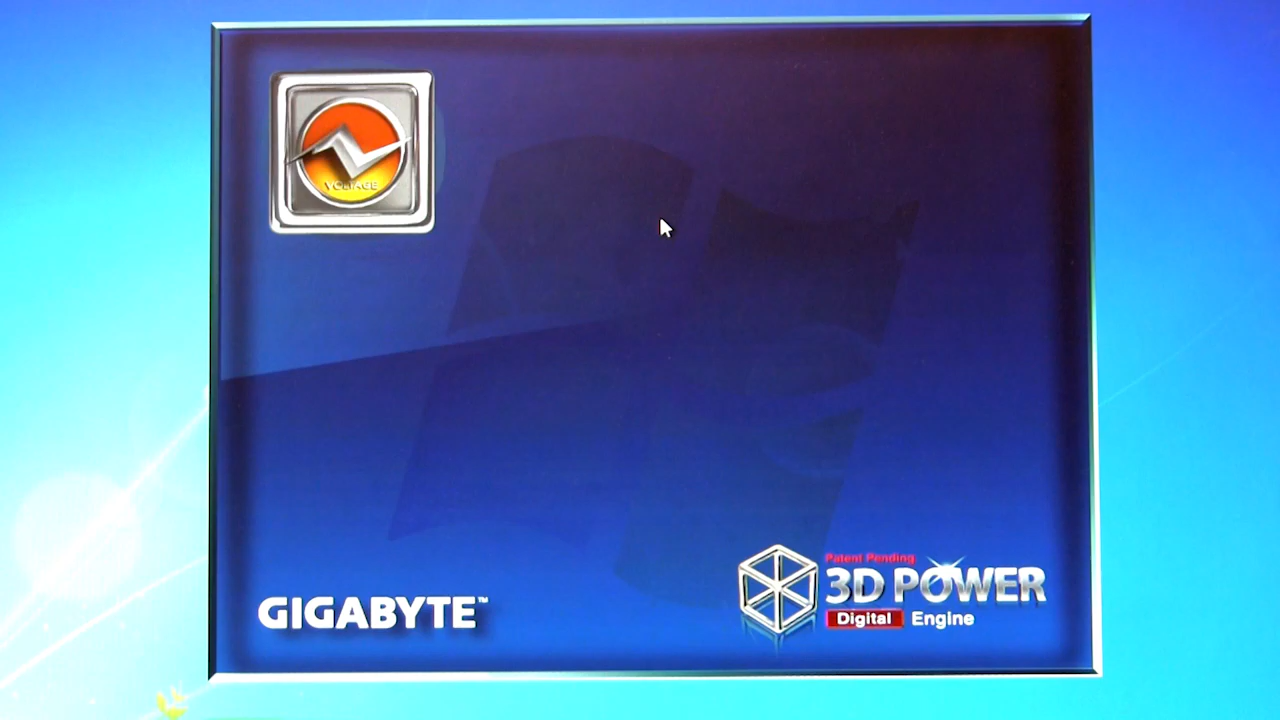 VOLTAGE
Patent Pending
3D POWER
Digital Engine
GIGABYTE™